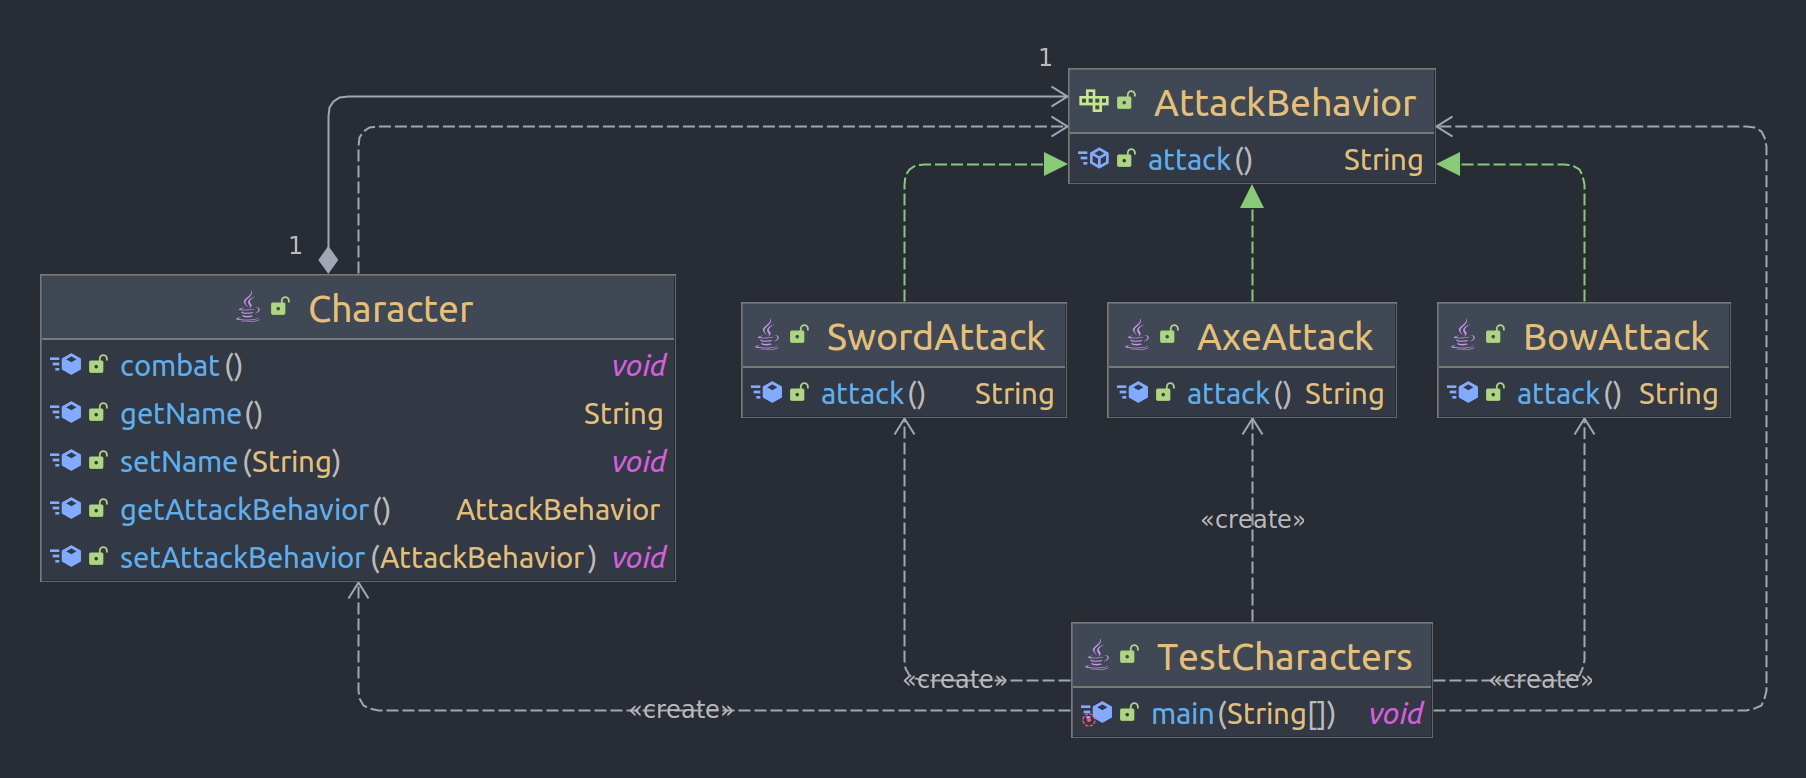 1
AttackBehavior
attack() String
1
Character
combat() void
getName() String
setName(String) void
getAttackBehavior() AttackBehavior
setAttackBehavior(AttackBehavior) void
SwordAttack
attack() String
AxeAttack
attack() String
BowAttack
attack() String
«create»
TestCharacters
main(String[]) void
«create»
«create»
«create»